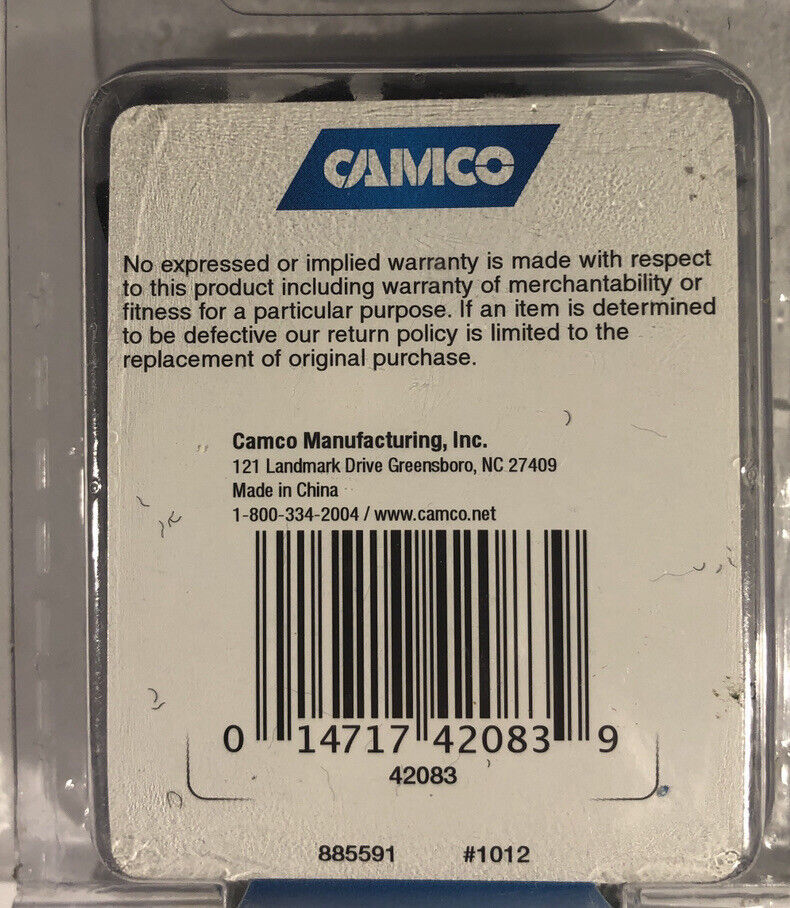 CAMCO
No expressed or implied warranty is made with respect
to this product including warranty of merchantability or
fitness for a particular purpose. If an item is determined
to be defective our return policy is limited to the
replacement of original purchase.
Camco Manufacturing, Inc.
121 Landmark Drive Greensboro, NC 27409
Made in China
1-800-334-2004 / www.camco.net
0 14717 42083 9
42083
885591 #1012